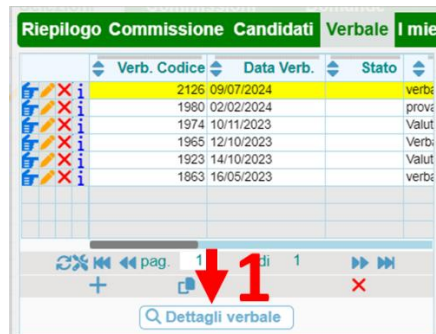 Riepilogo Commissione Candidati Verbale I mie
Verb. Codice Data Verb. Stato
2126 09/07/2024 verba
1980 02/02/2024 prova
1974 10/11/2023 Valut
1965 12/10/2023 Verba
1923 14/10/2023 Valut
1863 16/05/2023 verba
pag. 1 di 1
1
Dettagli verbale